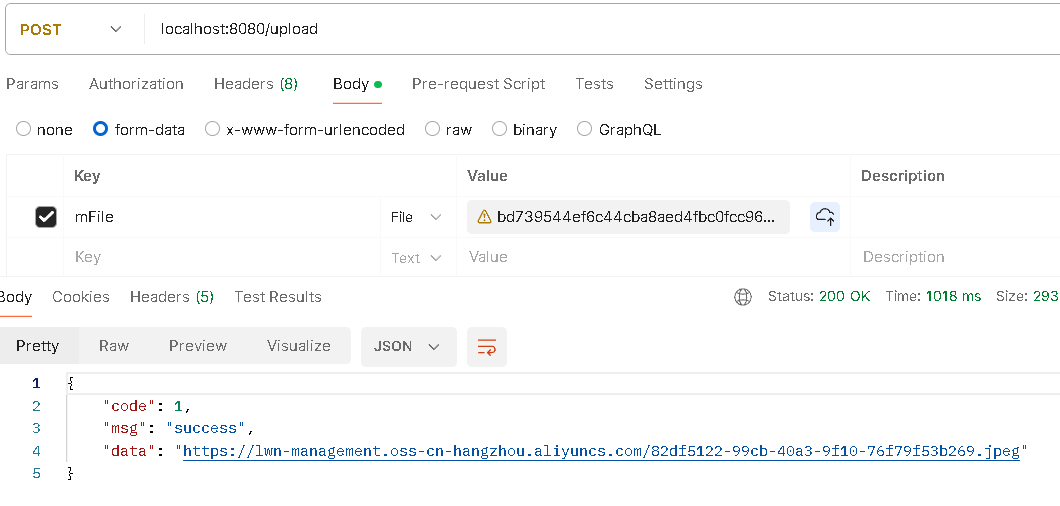 POST localhost:8080/upload
Params Authorization Headers (8) Body Pre-request Script Tests Settings
none form-data x-www-form-urlencoded raw binary GraphQL
Key Value Description
mFile File bd739544ef6c44cba8aed4fbc0fcc96...
Key Text Value Description
Body Cookies Headers (5) Test Results Status: 200 OK Time: 1018 ms Size: 293
Pretty Raw Preview Visualize JSON
1 {
2 "code": 1,
3 "msg": "success",
4 "data": "https://lwn-management.oss-cn-hangzhou.aliyuncs.com/82df5122-99cb-40a3-9f10-76f79f53b269.jpeg"
5 }